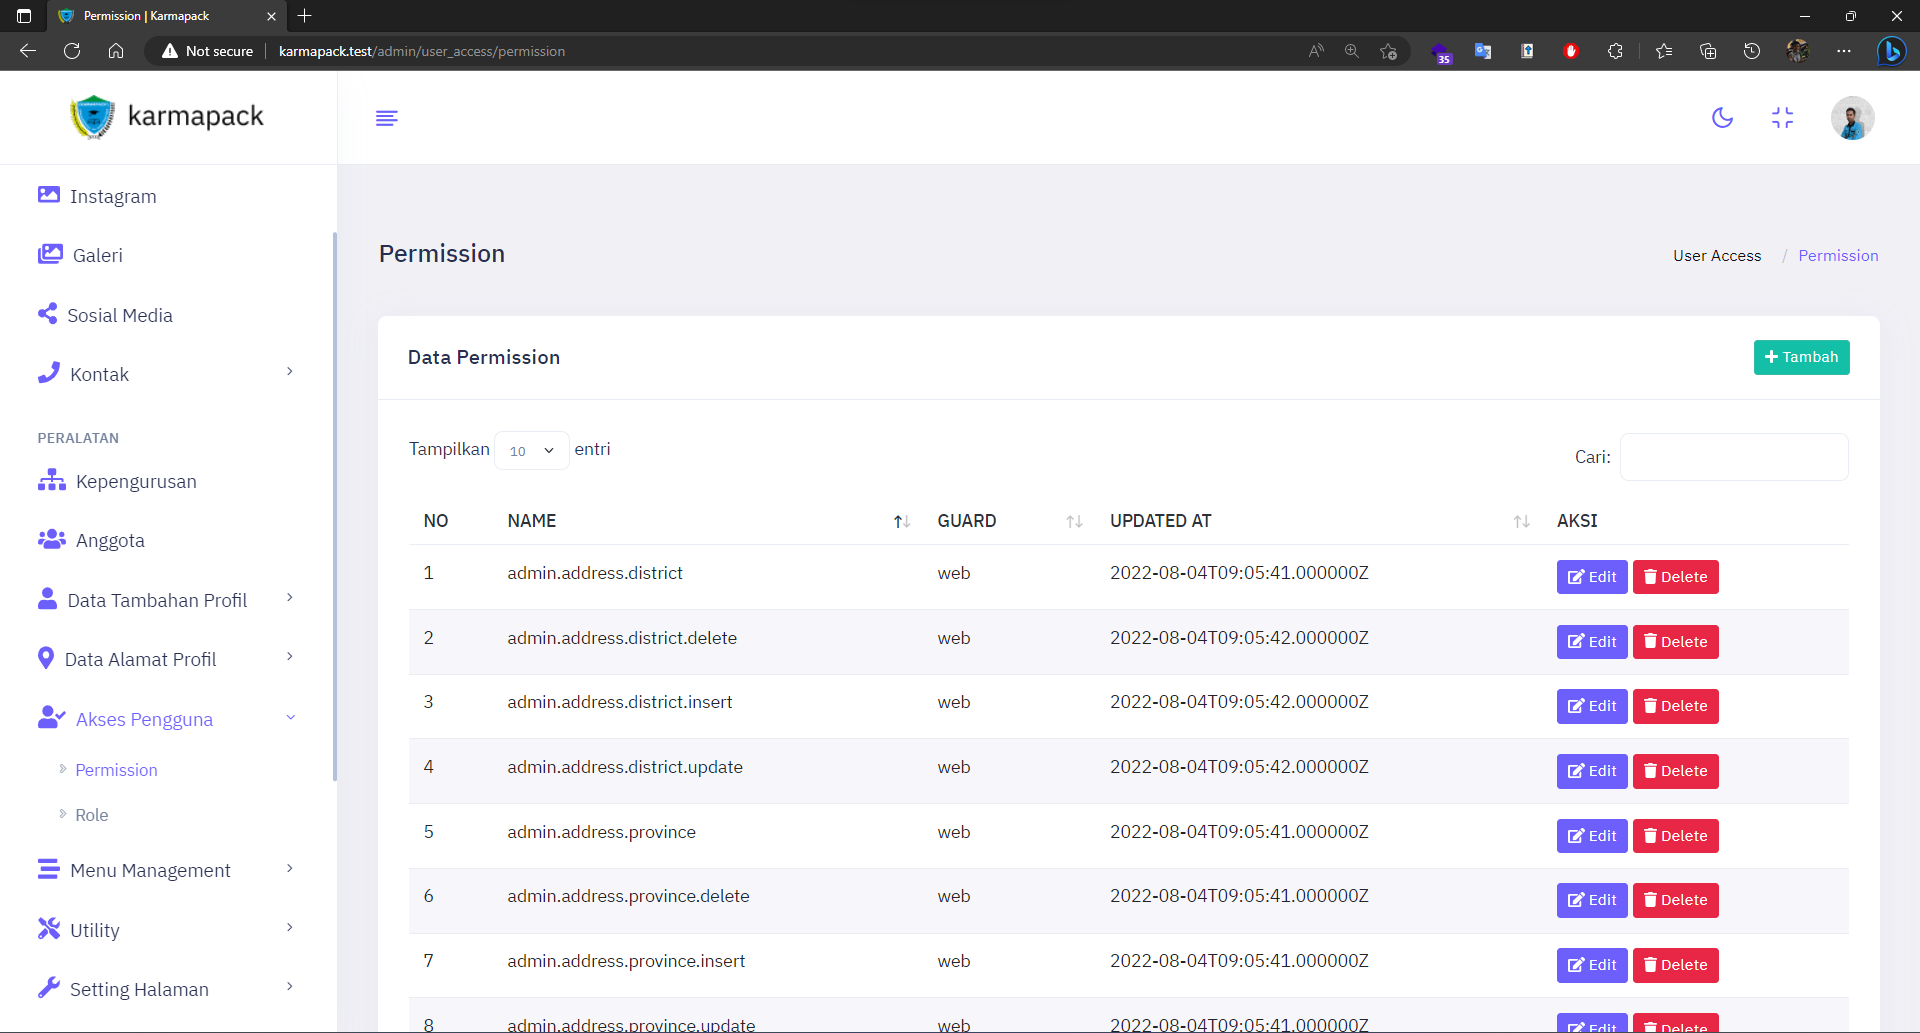 Permission | Karmapack
Not secure karmapack.test/admin/user_access/permission
35
karmapack
Instagram
Galeri
Sosial Media
Kontak
PERALATAN
Kepengurusan
Anggota
Data Tambahan Profil
Data Alamat Profil
Akses Pengguna
Permission
Role
Menu Management
Utility
Setting Halaman
Permission
User Access / Permission
Data Permission
Tambah
Tampilkan 10 entri
Cari:
NO NAME GUARD UPDATED AT AKSI
1 admin.address.district web 2022-08-04T09:05:41.000000Z Edit Delete
2 admin.address.district.delete web 2022-08-04T09:05:42.000000Z Edit Delete
3 admin.address.district.insert web 2022-08-04T09:05:42.000000Z Edit Delete
4 admin.address.district.update web 2022-08-04T09:05:42.000000Z Edit Delete
5 admin.address.province web 2022-08-04T09:05:41.000000Z Edit Delete
6 admin.address.province.delete web 2022-08-04T09:05:41.000000Z Edit Delete
7 admin.address.province.insert web 2022-08-04T09:05:41.000000Z Edit Delete
8 admin.address.province.update web 2022-08-04T09:05:41.000000Z Edit Delete